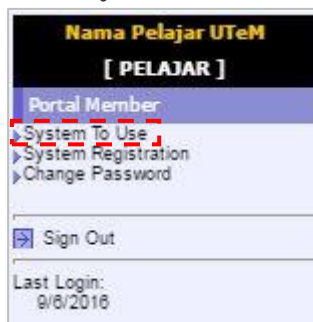 Nama Pelajar UTeM
[ PELAJAR ]
Portal Member
System To Use
System Registration
Change Password
Sign Out
Last Login:
9/6/2016